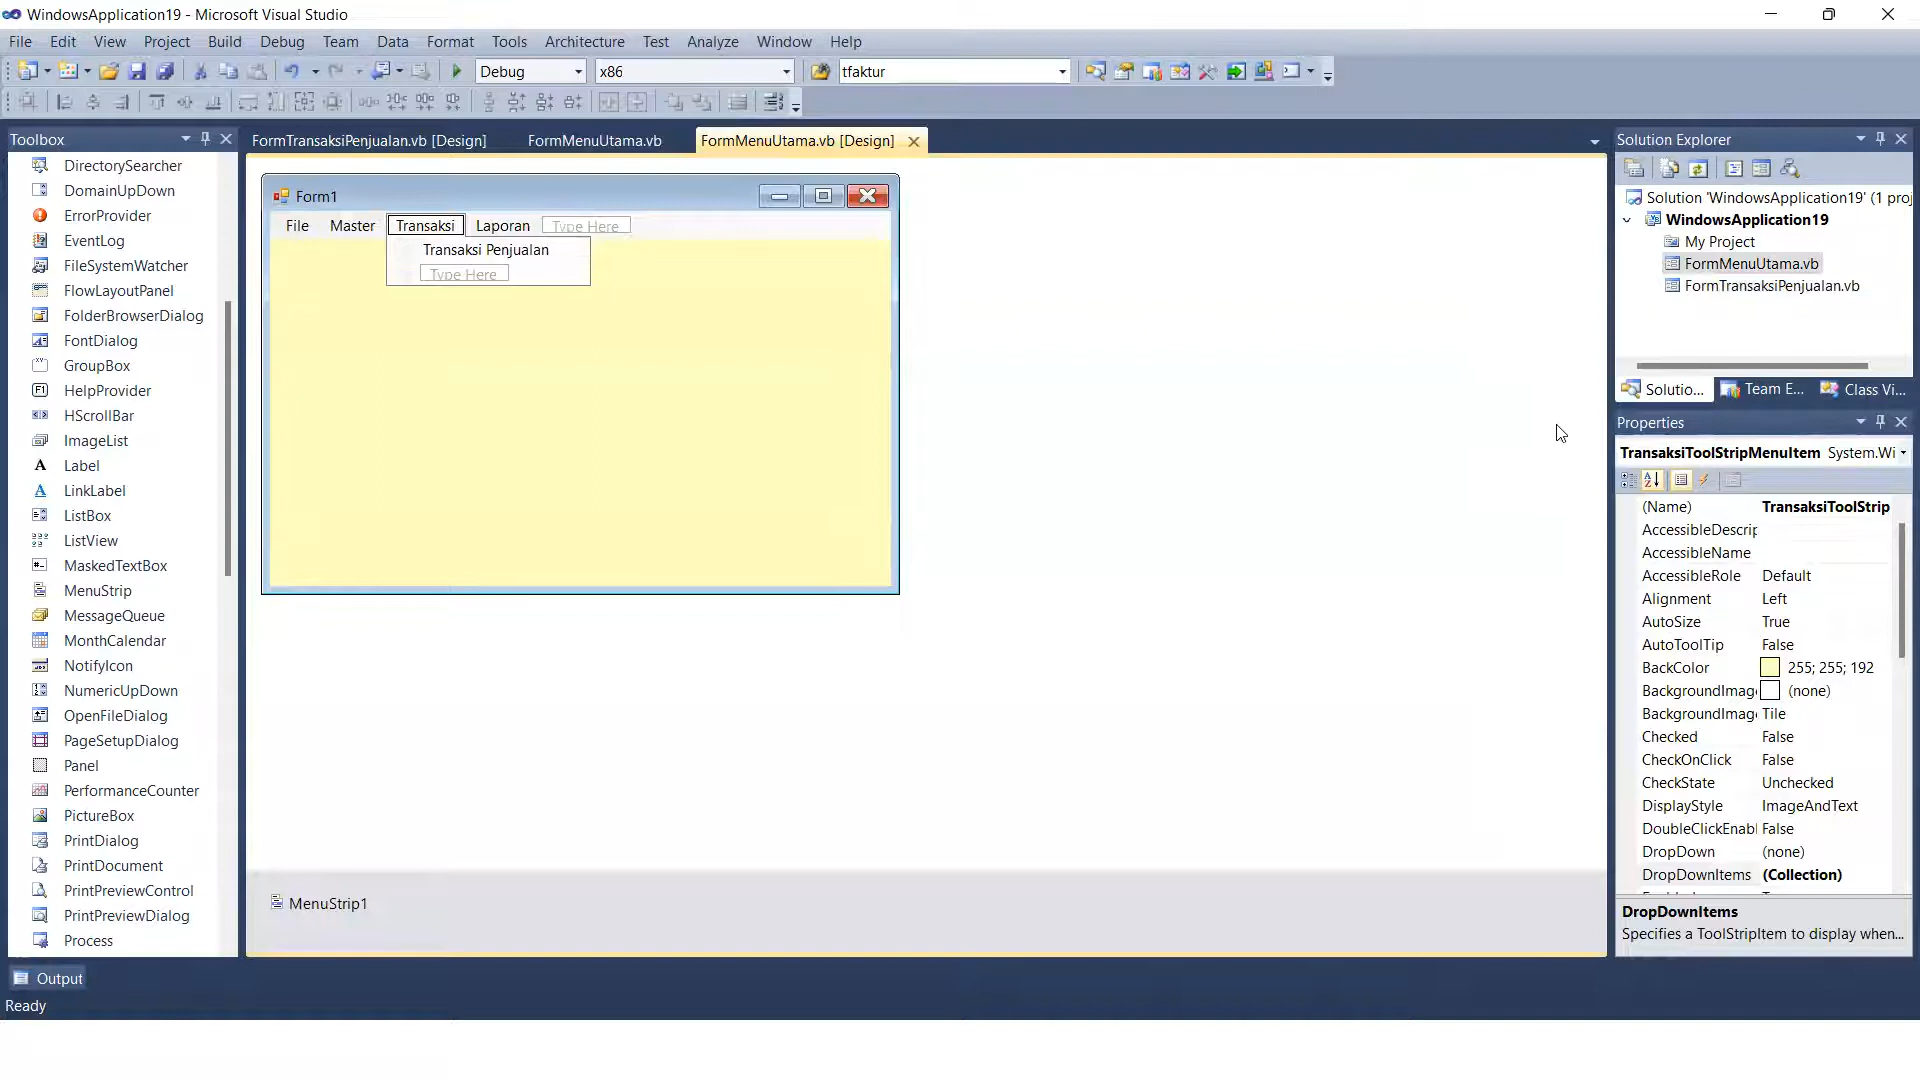 WindowsApplication19 - Microsoft Visual Studio
File Edit View Project Build Debug Team Data Format Tools Architecture Test Analyze Window Help
Debug x86 tfaktur
Toolbox
DirectorySearcher
DomainUpDown
ErrorProvider
EventLog
FileSystemWatcher
FlowLayoutPanel
FolderBrowserDialog
FontDialog
GroupBox
HelpProvider
HScrollBar
ImageList
Label
LinkLabel
ListBox
ListView
MaskedTextBox
MenuStrip
MessageQueue
MonthCalendar
NotifyIcon
NumericUpDown
OpenFileDialog
PageSetupDialog
Panel
PerformanceCounter
PictureBox
PrintDialog
PrintDocument
PrintPreviewControl
PrintPreviewDialog
Process
FormTransaksiPenjualan.vb [Design] FormMenuUtama.vb FormMenuUtama.vb [Design]
Form1
File Master Transaksi Laporan Type Here
Transaksi Penjualan
Type Here
MenuStrip1
Solution Explorer
Solution 'WindowsApplication19' (1 proj
WindowsApplication19
My Project
FormMenuUtama.vb
FormTransaksiPenjualan.vb
Solutio... Team E... Class Vi...
Properties
TransaksiToolStripMenuItem System.Wi
(Name) TransaksiToolStrip
AccessibleDescrip
AccessibleName
AccessibleRole Default
Alignment Left
AutoSize True
AutoToolTip False
BackColor 255; 255; 192
BackgroundImag (none)
BackgroundImag Tile
Checked False
CheckOnClick False
CheckState Unchecked
DisplayStyle ImageAndText
DoubleClickEnab False
DropDown (none)
DropDownItems (Collection)
DropDownItems
Specifies a ToolStripItem to display when...
Output
Ready